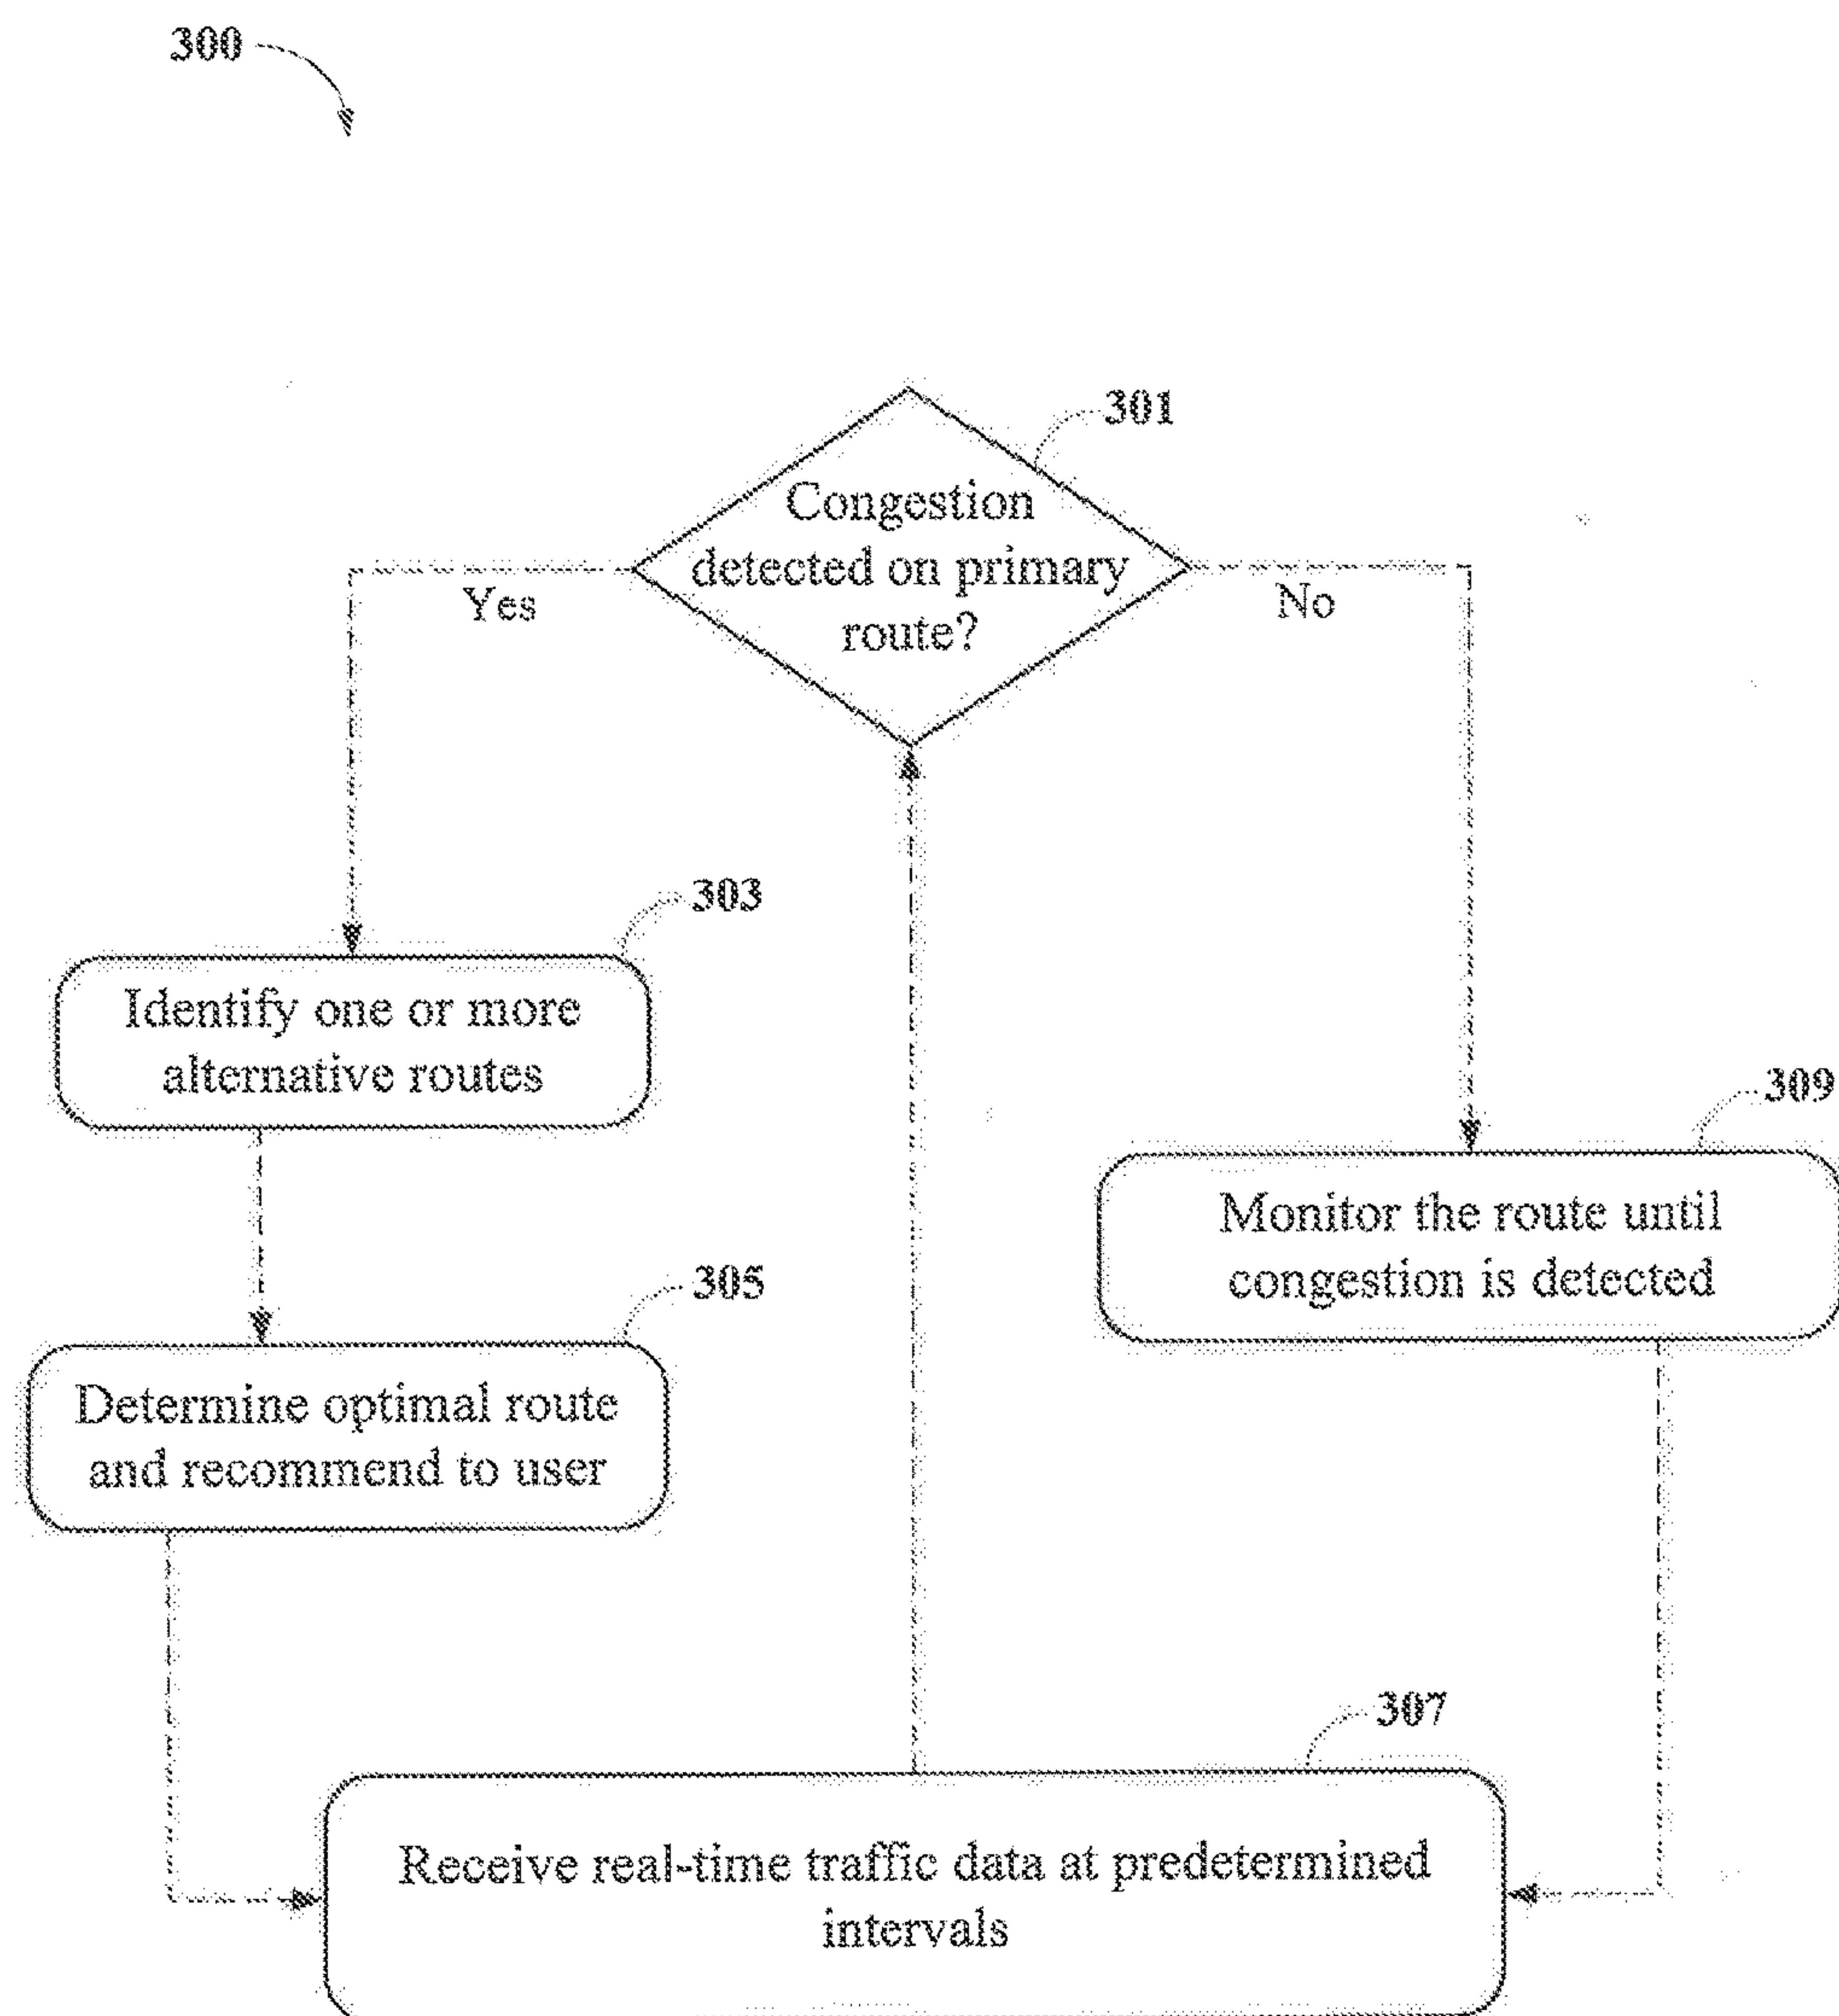 300
301
Congestion
detected on primary
route?
Yes
No
303
Identify one or more
alternative routes
309
Monitor the route until
congestion is detected
305
Determine optimal route
and recommend to user
307
Receive real-time traffic data at predetermined
intervals